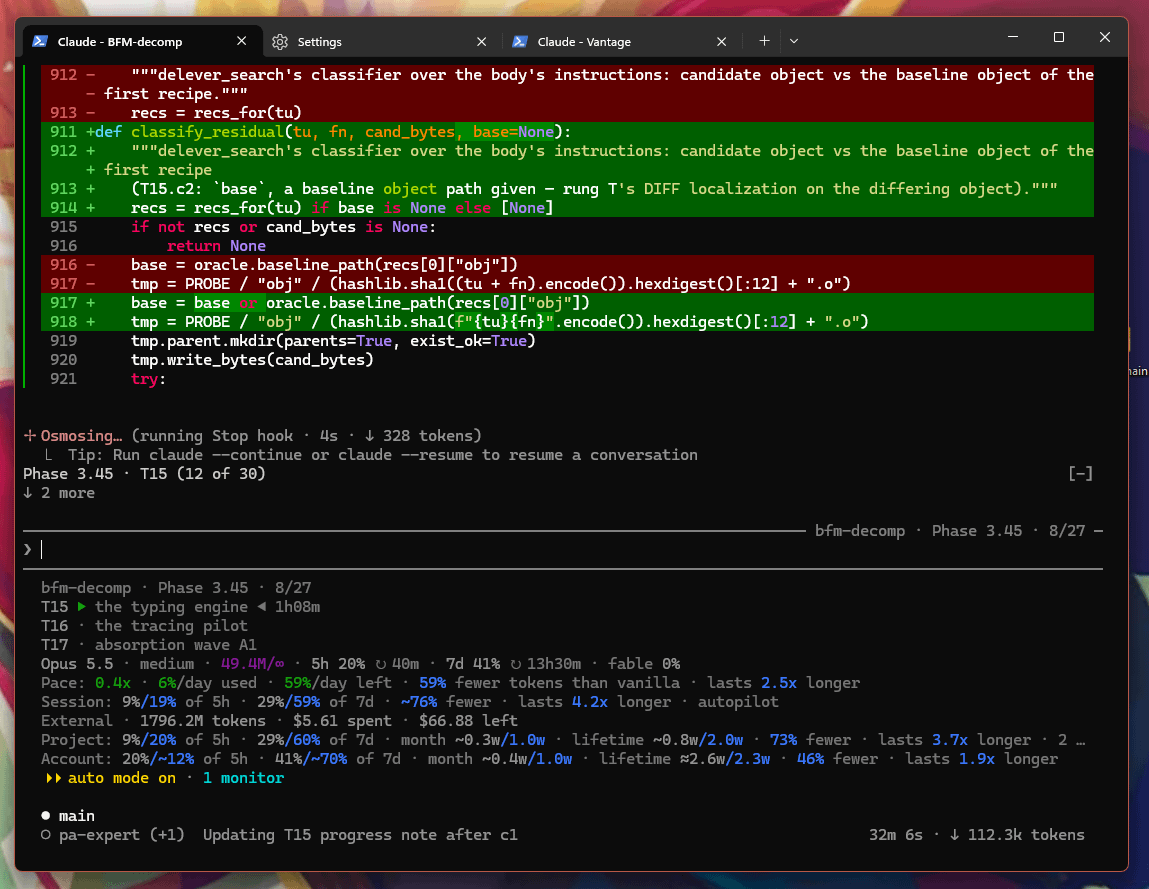 Claude - BFM-decomp
Settings
Claude - Vantage
912 -    """delever_search's classifier over the body's instructions: candidate object vs the baseline object of the
    - first recipe."""
913 -    recs = recs_for(tu)
911 +def classify_residual(tu, fn, cand_bytes, base=None):
912 +    """delever_search's classifier over the body's instructions: candidate object vs the baseline object of the
    + first recipe
913 +    (T15.c2: `base`, a baseline object path given — rung T's DIFF localization on the differing object)."""
914 +    recs = recs_for(tu) if base is None else [None]
915      if not recs or cand_bytes is None:
916          return None
916 -    base = oracle.baseline_path(recs[0]["obj"])
917 -    tmp = PROBE / "obj" / (hashlib.sha1((tu + fn).encode()).hexdigest()[:12] + ".o")
917 +    base = base or oracle.baseline_path(recs[0]["obj"])
918 +    tmp = PROBE / "obj" / (hashlib.sha1(f"{tu}{fn}".encode()).hexdigest()[:12] + ".o")
919      tmp.parent.mkdir(parents=True, exist_ok=True)
920      tmp.write_bytes(cand_bytes)
921      try:
✢ Osmosing… (running Stop hook · 4s · ↓ 328 tokens)
└ Tip: Run claude --continue or claude --resume to resume a conversation
Phase 3.45 · T15 (12 of 30) [-]
↓ 2 more
bfm-decomp · Phase 3.45 · 8/27
❯
bfm-decomp · Phase 3.45 · 8/27
T15 ▶ the typing engine ◀ 1h08m
T16 · the tracing pilot
T17 · absorption wave A1
Opus 5.5 · medium · 49.4M/∞ · 5h 20% ↻ 40m · 7d 41% ↻ 13h30m · fable 0%
Pace: 0.4x · 6%/day used · 59%/day left · 59% fewer tokens than vanilla · lasts 2.5x longer
Session: 9%/19% of 5h · 29%/59% of 7d · ~76% fewer · lasts 4.2x longer · autopilot
External · 1796.2M tokens · $5.61 spent · $66.88 left
Project: 9%/20% of 5h · 29%/60% of 7d · month ~0.3w/1.0w · lifetime ~0.8w/2.0w · 73% fewer · lasts 3.7x longer · 2 …
Account: 20%/~12% of 5h · 41%/~70% of 7d · month ~0.4w/1.0w · lifetime ≈2.6w/2.3w · 46% fewer · lasts 1.9x longer
⏵⏵ auto mode on · 1 monitor
● main
○ pa-expert (+1)  Updating T15 progress note after c1 32m 6s · ↓ 112.3k tokens